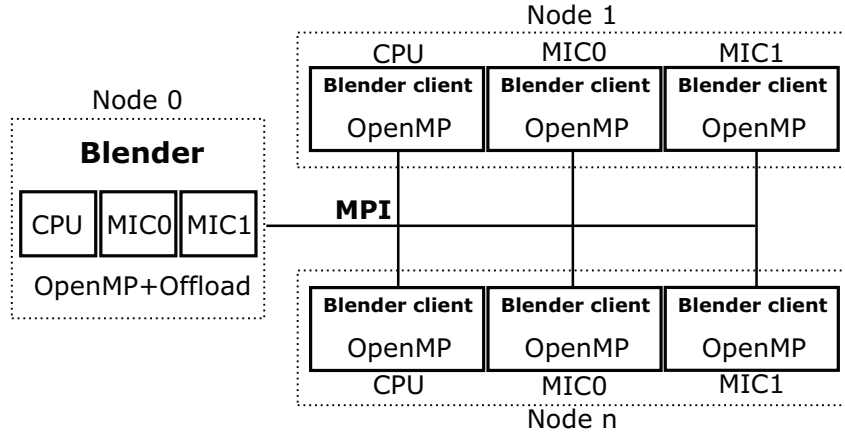 Node 1
CPU MIC0 MIC1
Blender client Blender client Blender client
OpenMP OpenMP OpenMP
Node 0
Blender
CPU MIC0 MIC1
OpenMP+Offload
MPI
Blender client Blender client Blender client
OpenMP OpenMP OpenMP
CPU MIC0 MIC1
Node n